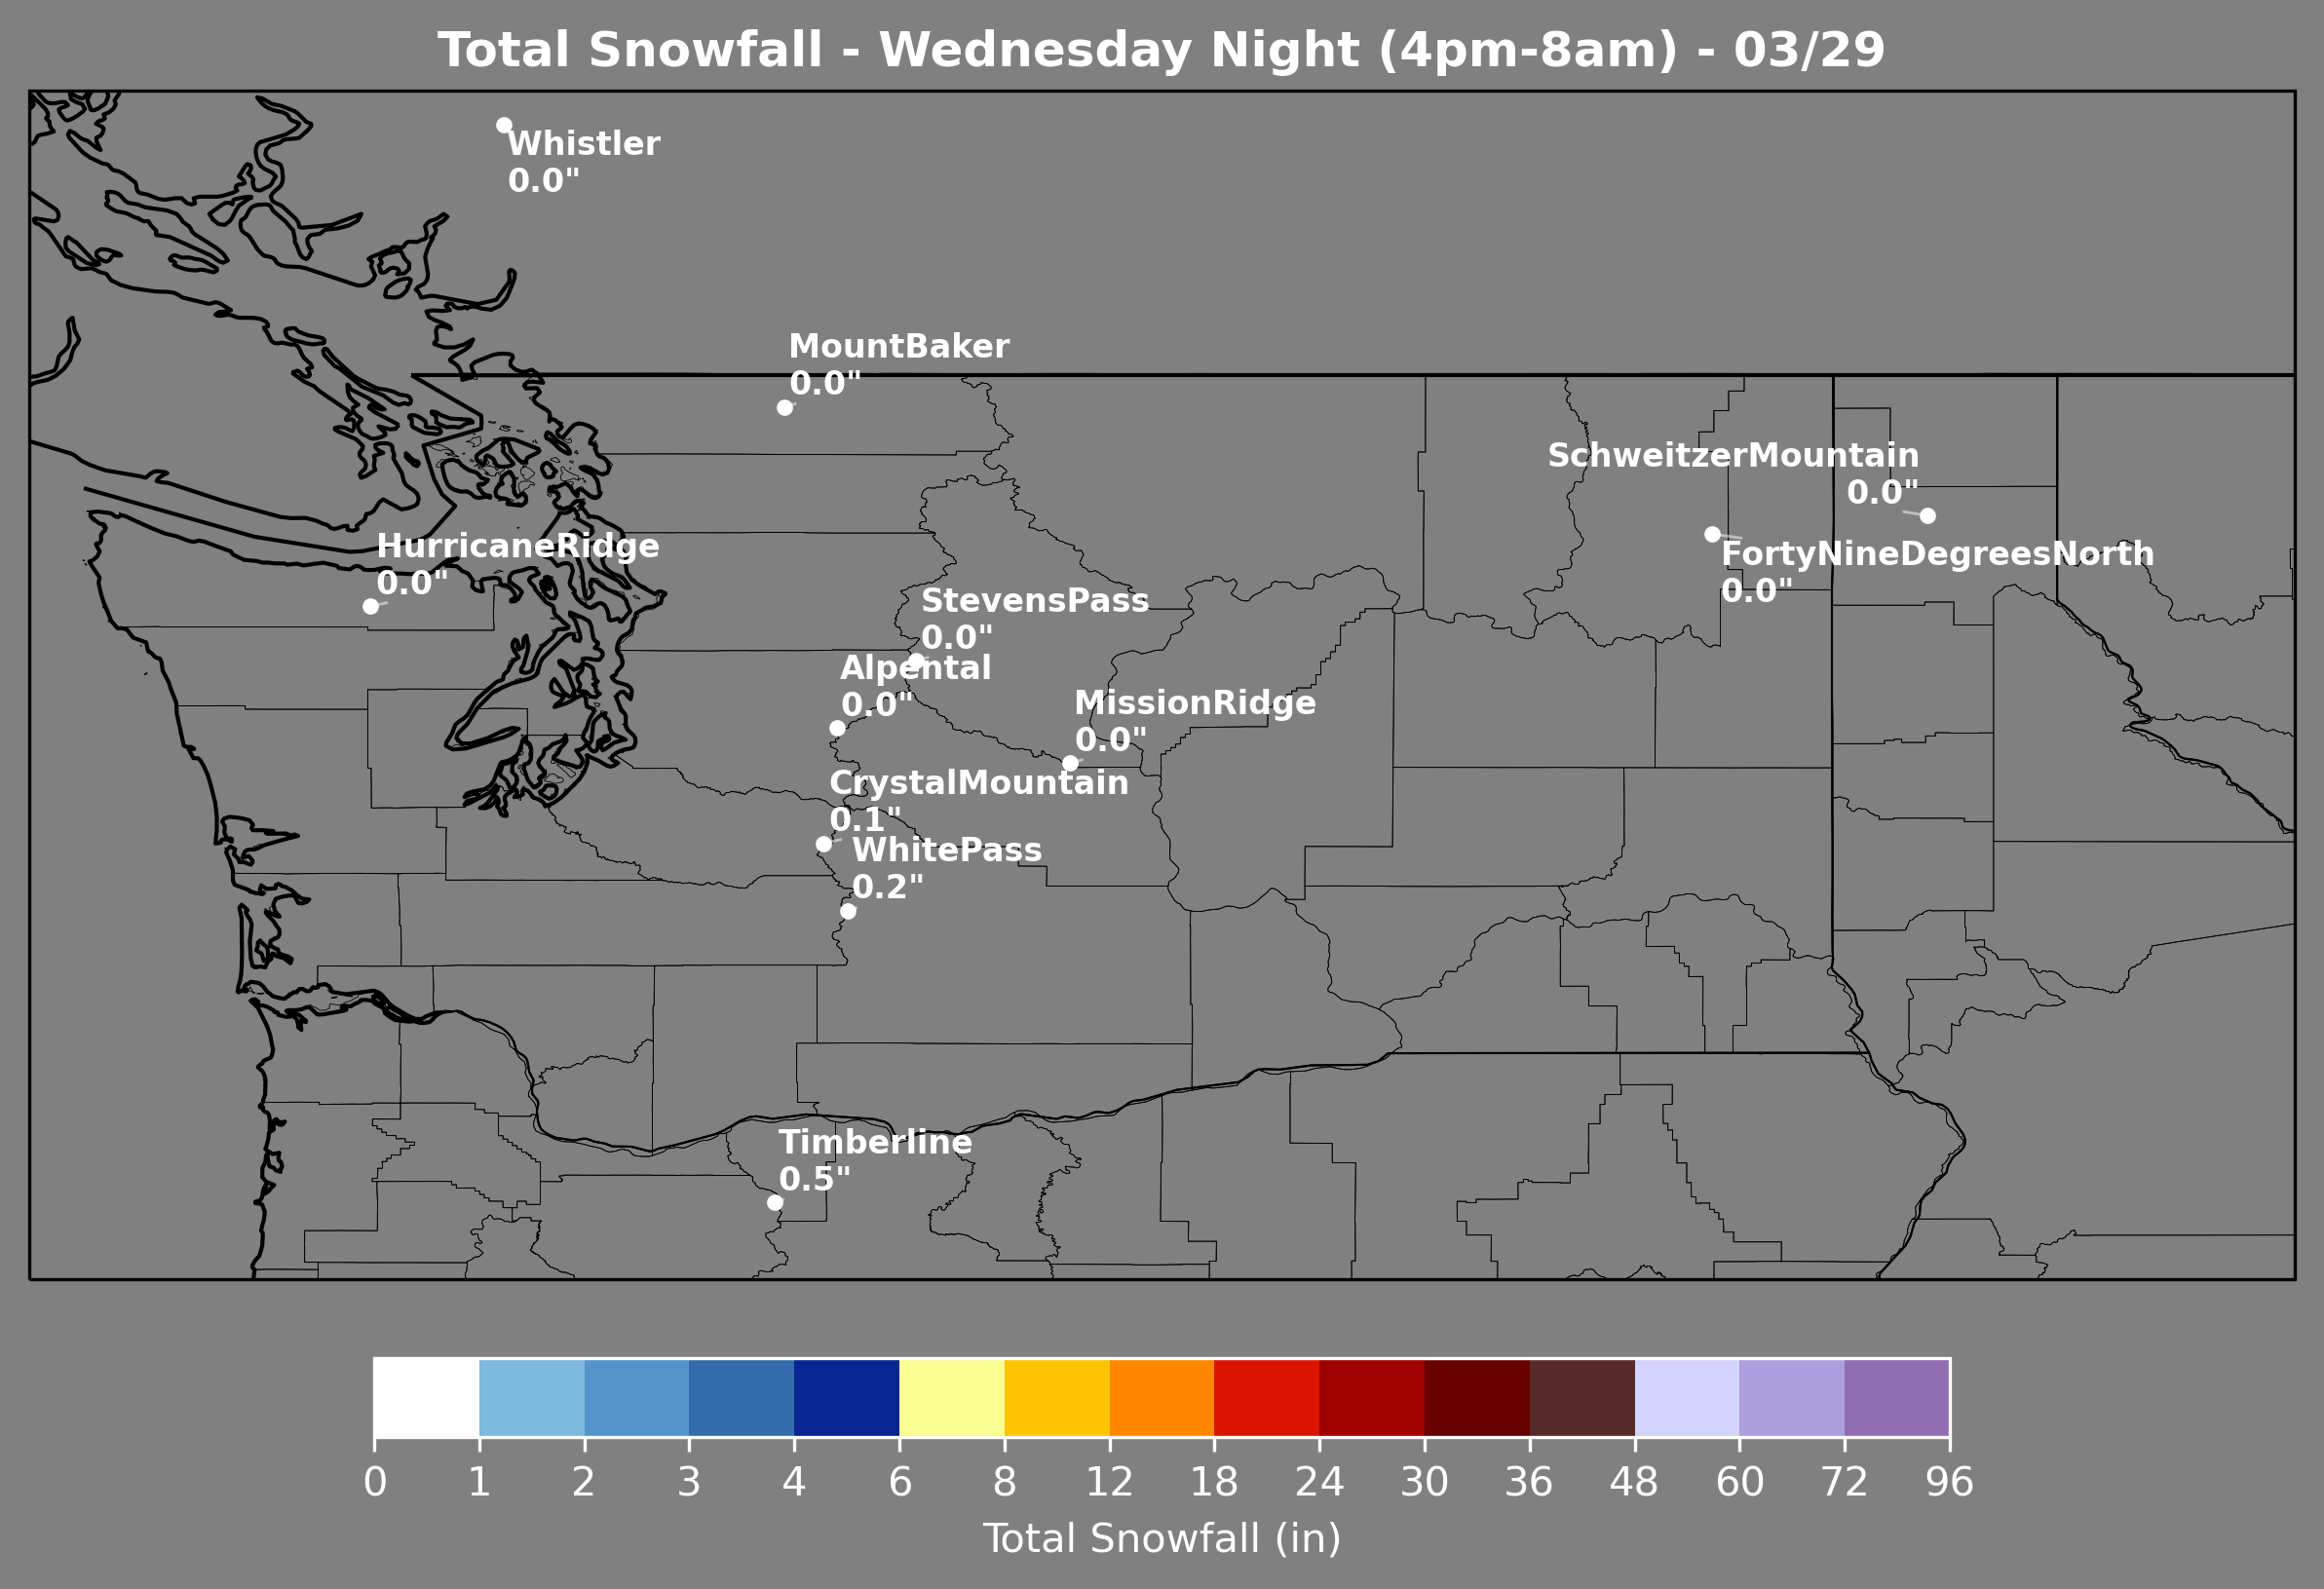 Total Snowfall - Wednesday Night (4pm-8am) - 03/29
Whistler
0.0"
MountBaker
0.0"
SchweitzerMountain
0.0"
HurricaneRidge
0.0"
FortyNineDegreesNorth
0.0"
StevensPass
0.0"
Alpental
0.0"
MissionRidge
0.0"
CrystalMountain
0.1"
WhitePass
0.2"
Timberline
0.5"
0 1 2 3 4 6 8 12 18 24 30 36 48 60 72 96
Total Snowfall (in)